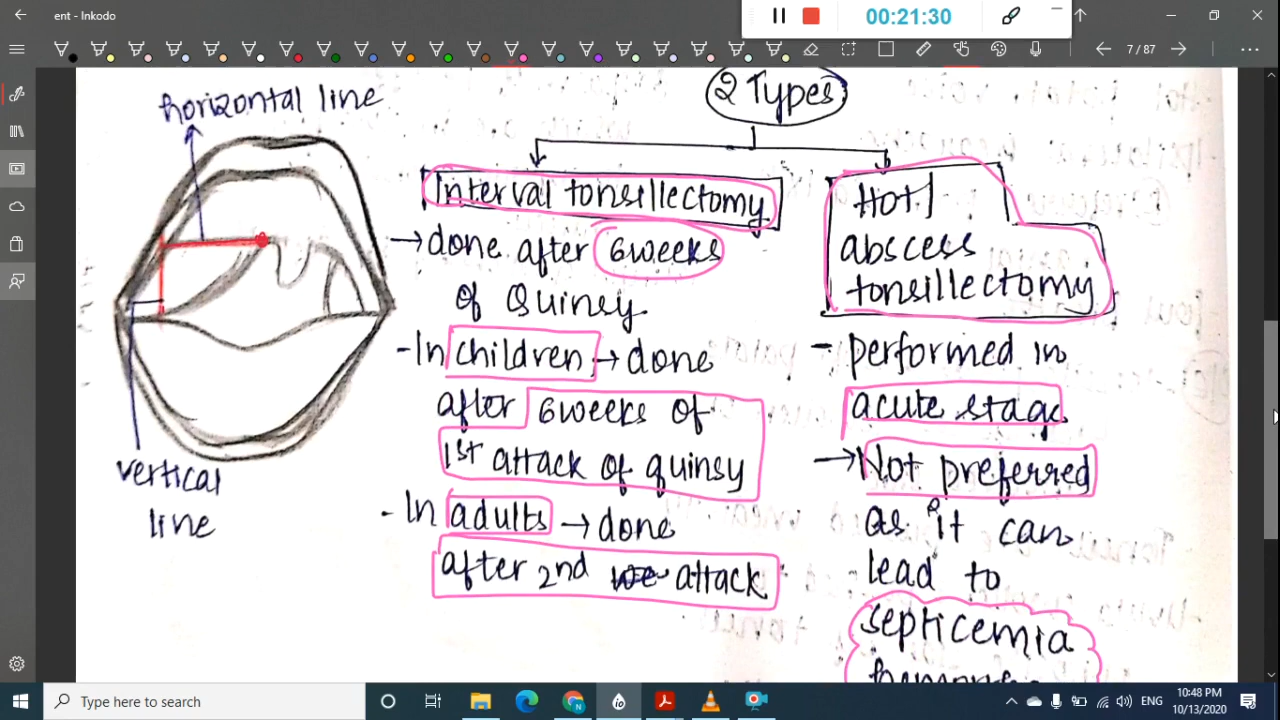 ent - Inkodo
00:21:30
7 / 87
horizontal line
vertical
line
2 Types
Interval tonsillectomy
→ done after 6weeks
of Quinsy
- In children → done
after 6weeks of
1st attack of quinsy
- In adults → done
after 2nd attack
Hot/
abscess
tonsillectomy
- performed in
acute stage
→ Not preferred
as it can
lead to
septicemia
Type here to search
ENG
10:48 PM
10/13/2020